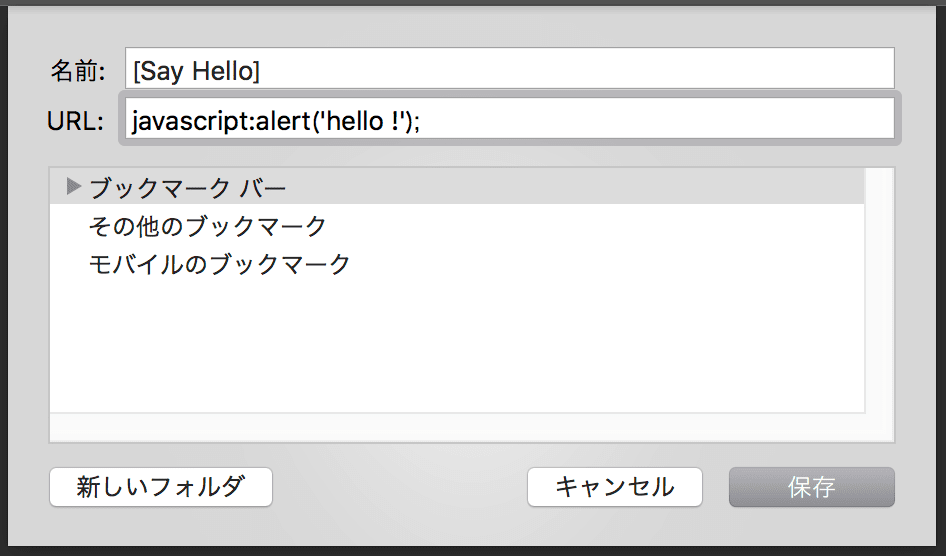 名前: [Say Hello]
URL: javascript:alert('hello !');
ブックマーク バー
その他のブックマーク
モバイルのブックマーク
新しいフォルダ キャンセル 保存